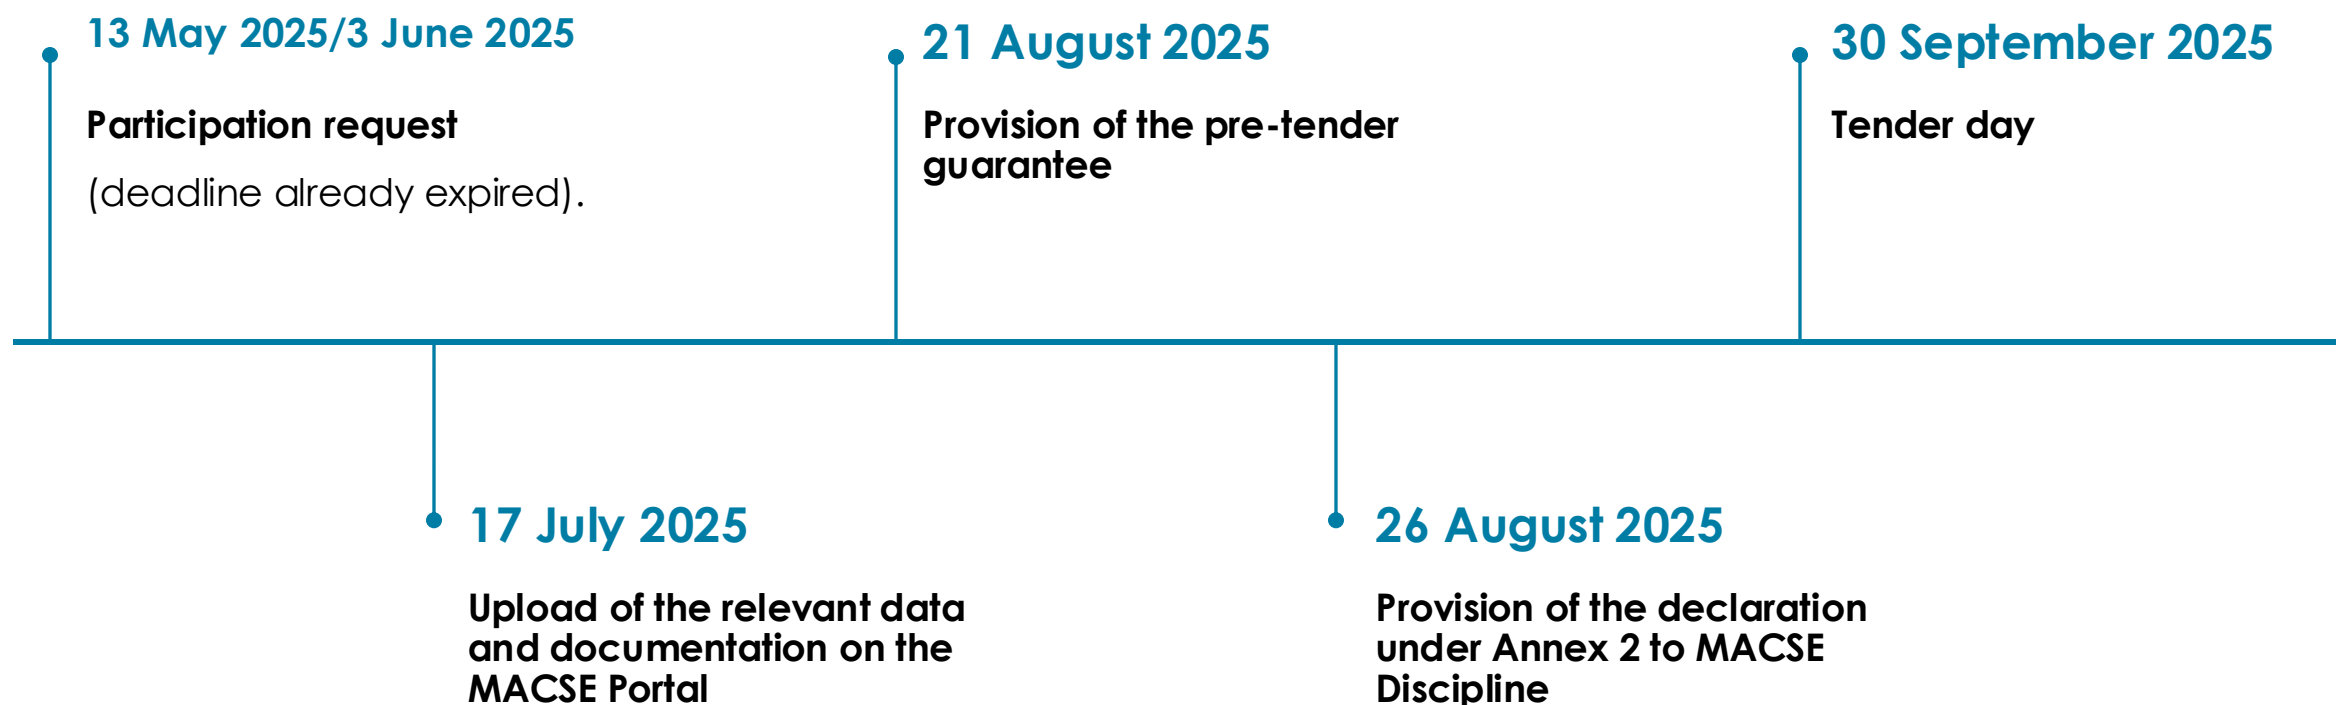 13 May 2025/3 June 2025
Participation request
(deadline already expired).
21 August 2025
Provision of the pre-tender
guarantee
30 September 2025
Tender day
17 July 2025
Upload of the relevant data
and documentation on the
MACSE Portal
26 August 2025
Provision of the declaration
under Annex 2 to MACSE
Discipline